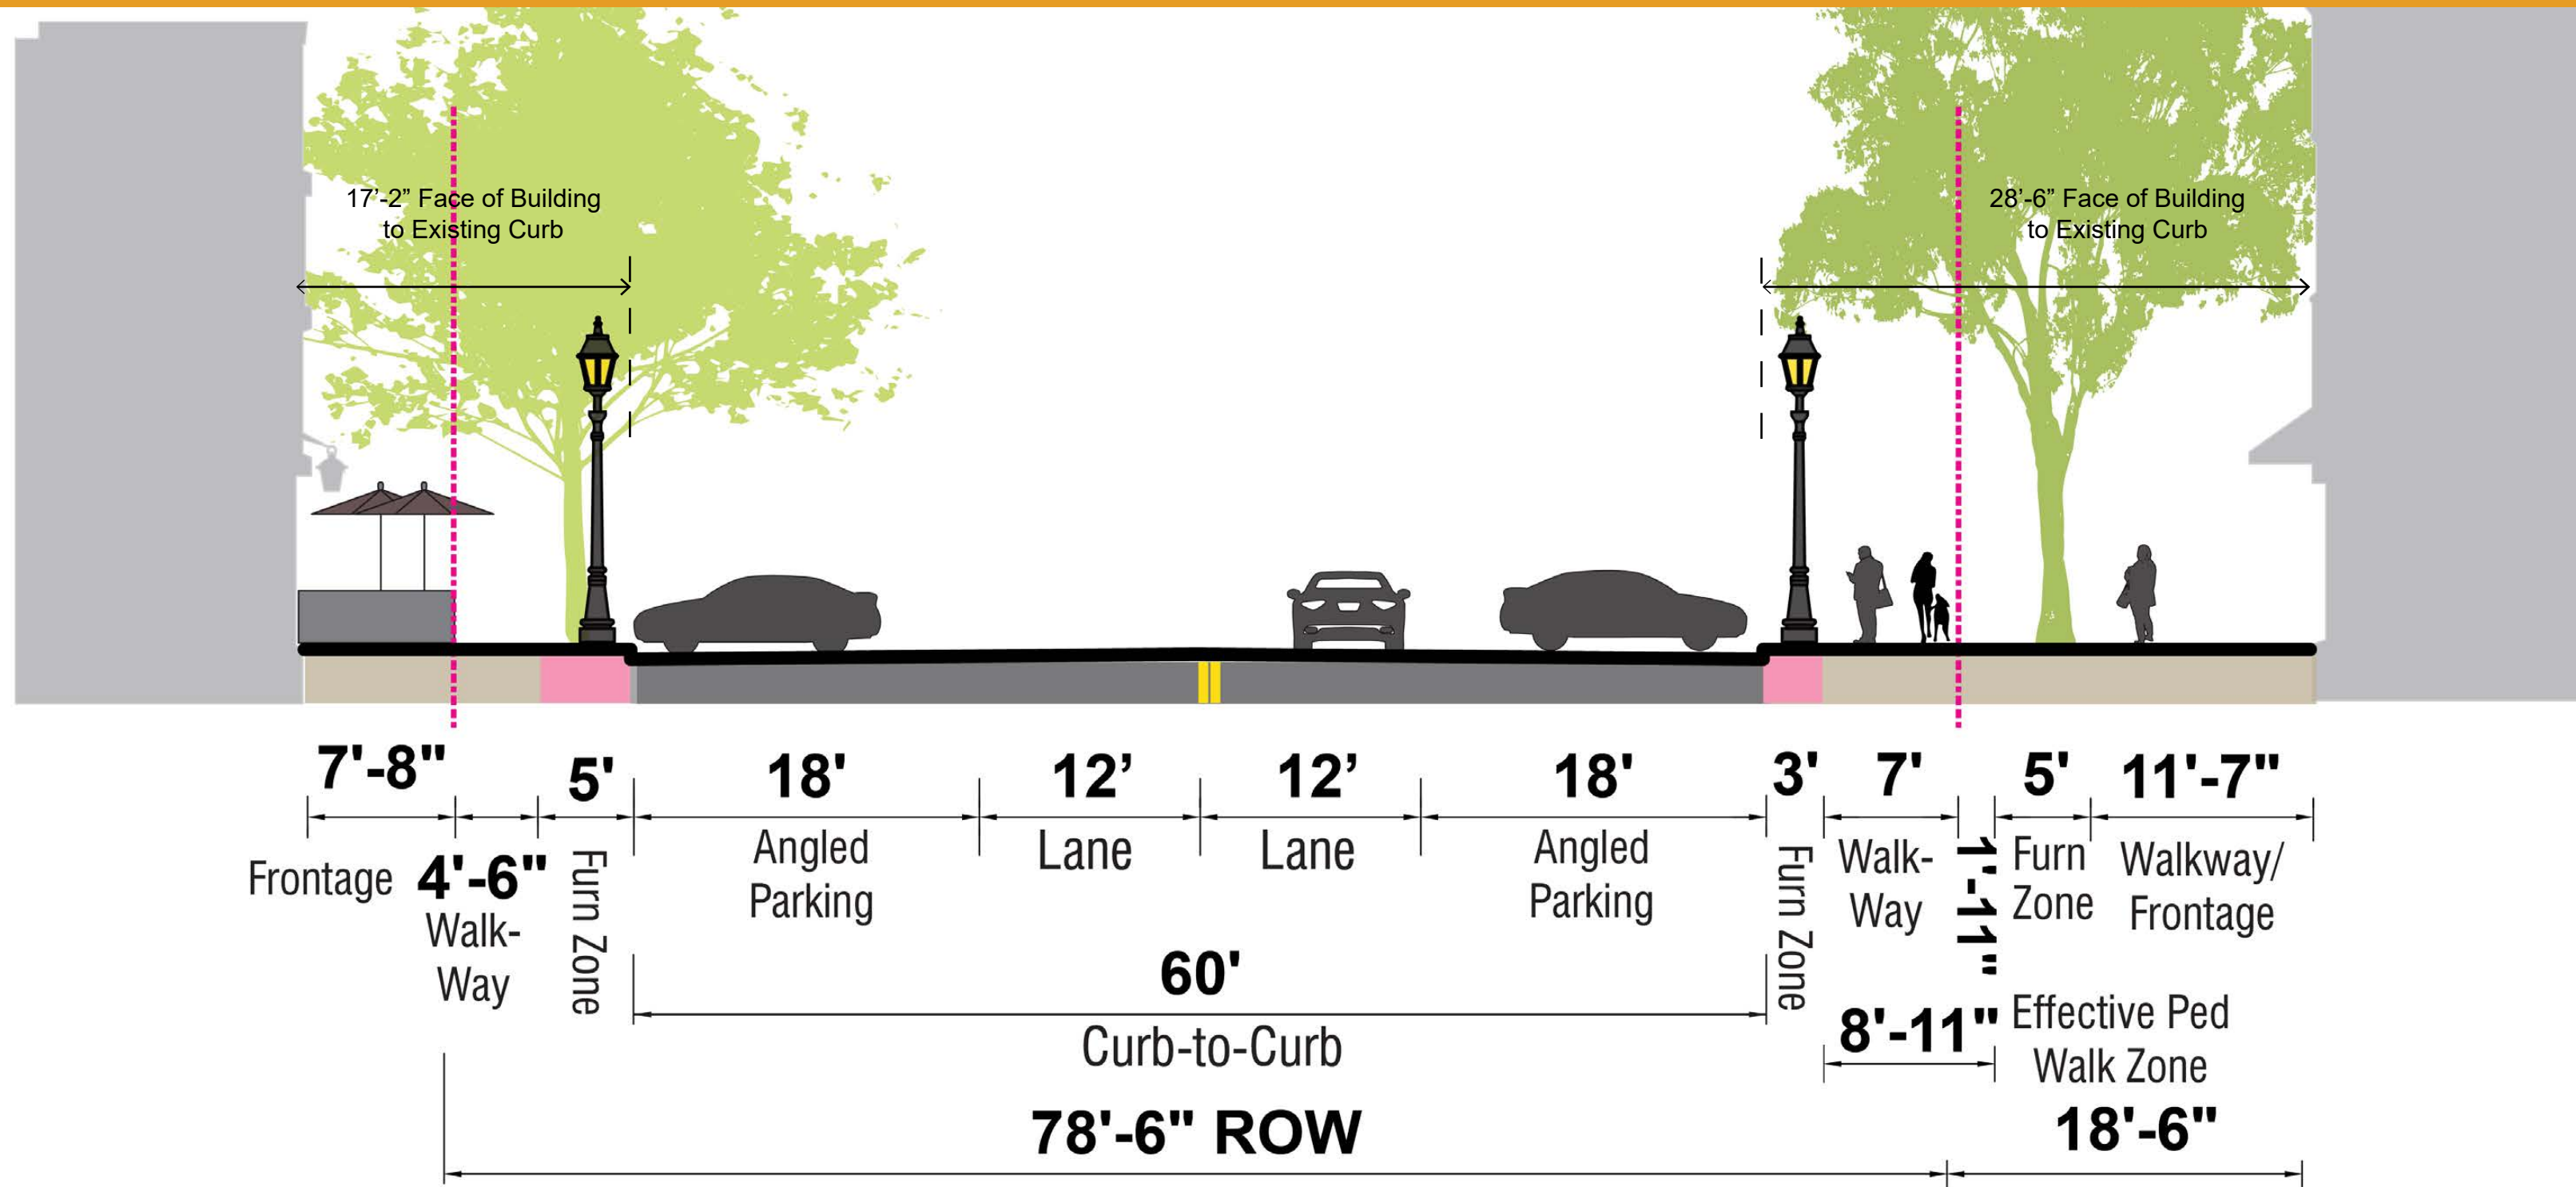 17'-2” Face of Building
to Existing Curb
28'-6” Face of Building
to Existing Curb
7'-8"
5'
18'
12’
12’
18'
3'
7'
5'
11'-7"
Frontage
4'-6"
Walk-
Way
Furn Zone
Angled
Parking
Lane
Lane
Angled
Parking
Furn Zone
Walk-
Way
1'-11"
Furn
Zone
Walkway/
Frontage
60'
Curb-to-Curb
8'-11"
Effective Ped
Walk Zone
78'-6" ROW
18'-6"